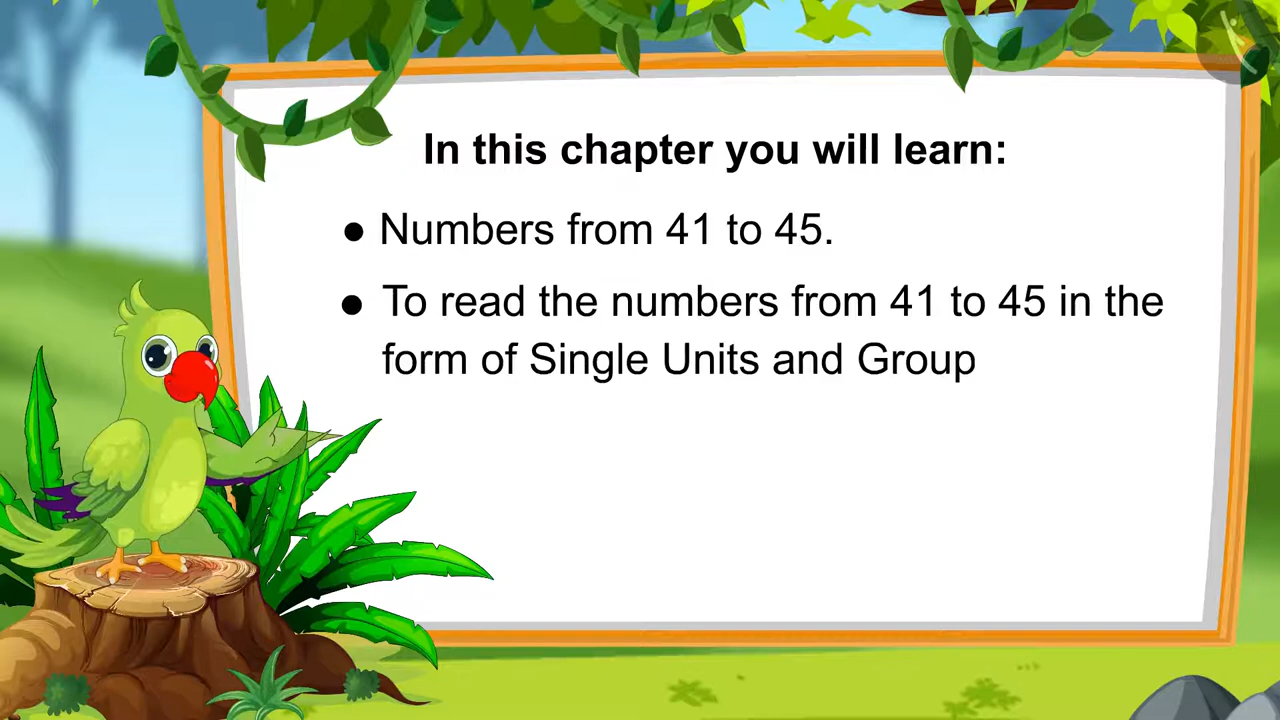 In this chapter you will learn:
● Numbers from 41 to 45.
● To read the numbers from 41 to 45 in the
form of Single Units and Group